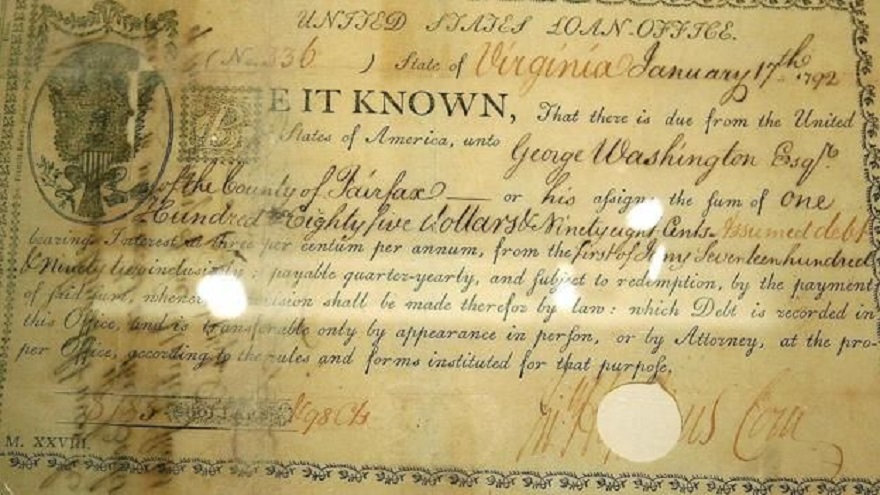 UNITED STATES LOAN-OFFICE.
(No. 336 ) State of Virginia January 17th 1792
BE IT KNOWN, That there is due from the United
States of America, unto George Washington Esqr.
of the County of Fairfax — or his assigns, the sum of one
Hundred Eighty five dollars & Ninety eight Cents Assumed debt
bearing Interest at three per centum per annum, from the first of Jany Seventeen hundred
& Ninety two inclusively; payable quarter-yearly, and subject to redemption, by the payment
of said sum, whenever provision shall be made therefor by law: which Debt is recorded in
this Office, and is transferable only by appearance in person, or by Attorney, at the pro-
per Office, according to the rules and forms instituted for that purpose.
$185 98 Cts
M. XXVIII.